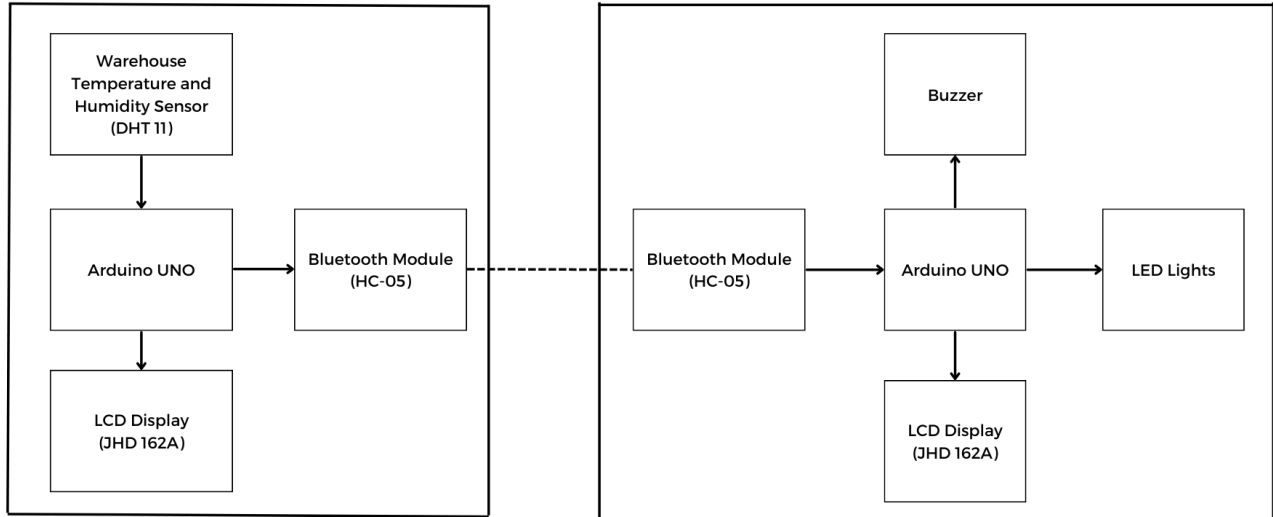 Warehouse
Temperature and
Humidity Sensor
(DHT 11)
Arduino UNO
Bluetooth Module
(HC-05)
LCD Display
(JHD 162A)
Buzzer
Bluetooth Module
(HC-05)
Arduino UNO
LED Lights
LCD Display
(JHD 162A)